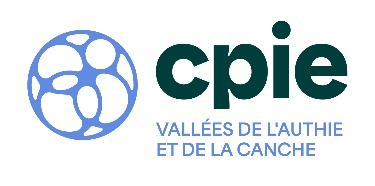 cpie
VALLÉES DE L'AUTHIE
ET DE LA CANCHE